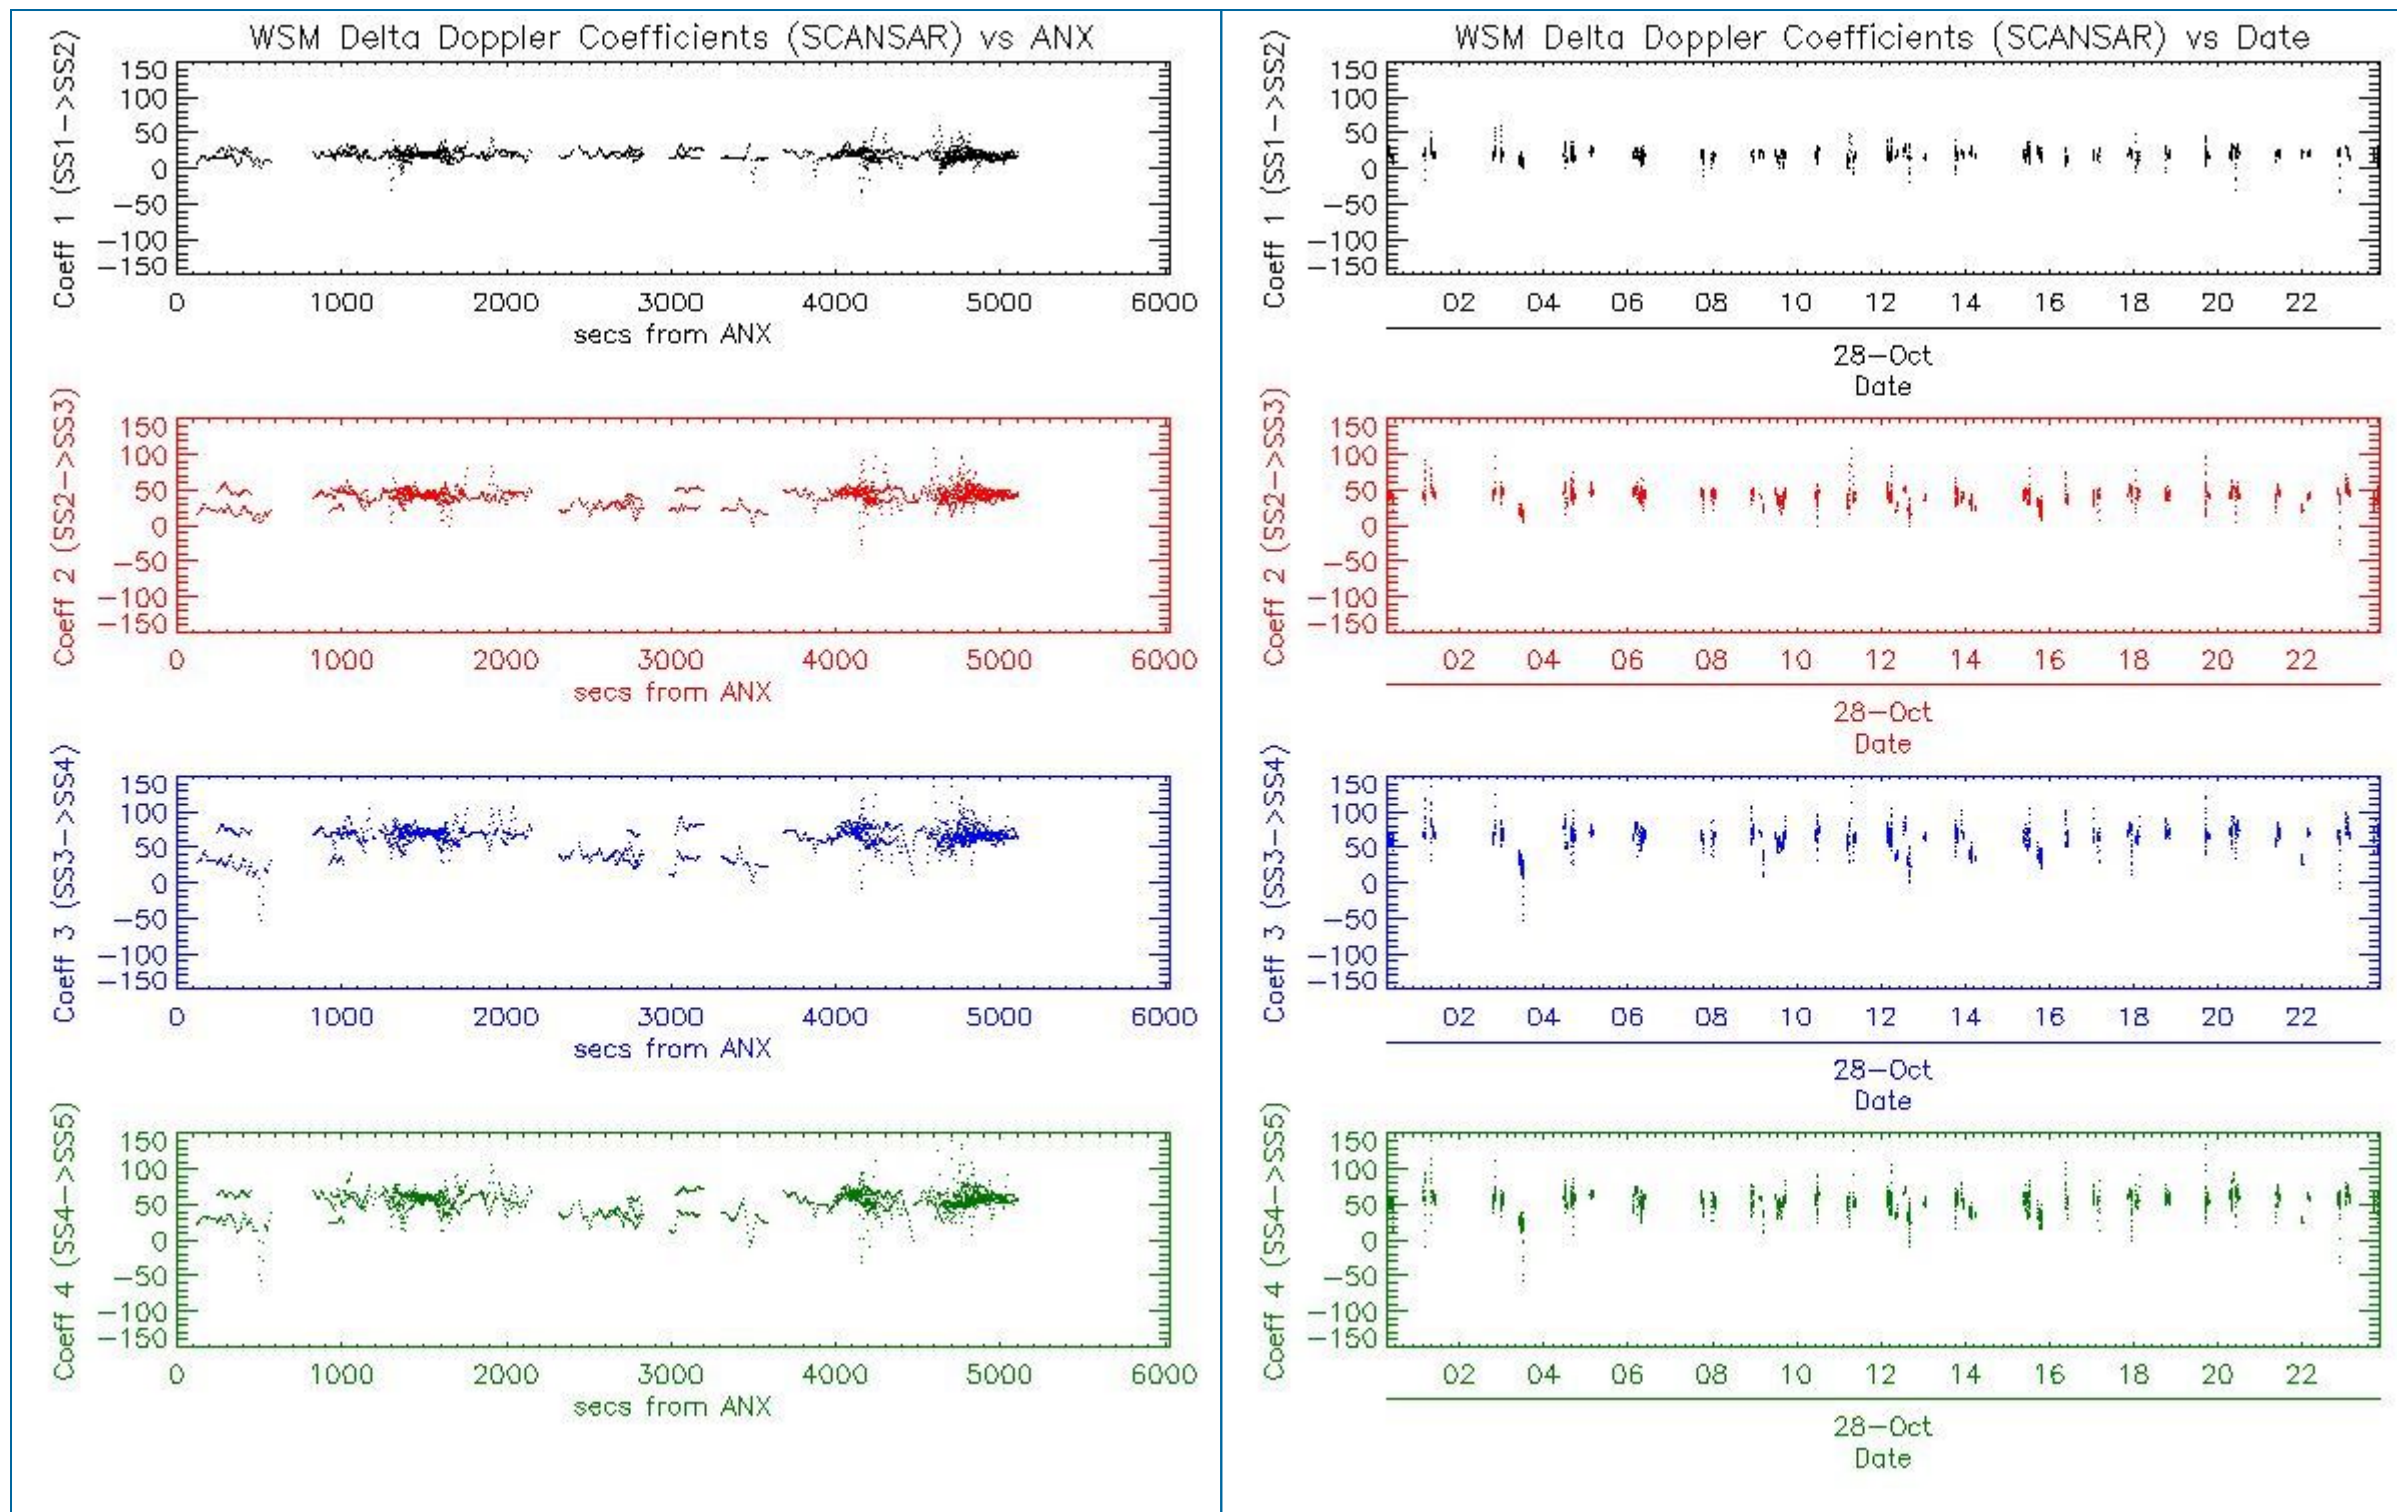 WSM Delta Doppler Coefficients (SCANSAR) vs ANX
Coeff 1 (SS1->SS2)
150
100
50
0
-50
-100
-150
0 1000 2000 3000 4000 5000 6000
secs from ANX
Coeff 2 (SS2->SS3)
150
100
50
0
-50
-100
-150
0 1000 2000 3000 4000 5000 6000
secs from ANX
Coeff 3 (SS3->SS4)
150
100
50
0
-50
-100
-150
0 1000 2000 3000 4000 5000 6000
secs from ANX
Coeff 4 (SS4->SS5)
150
100
50
0
-50
-100
-150
0 1000 2000 3000 4000 5000 6000
secs from ANX
WSM Delta Doppler Coefficients (SCANSAR) vs Date
Coeff 1 (SS1->SS2)
150
100
50
0
-50
-100
-150
02 04 06 08 10 12 14 16 18 20 22
28-Oct
Date
Coeff 2 (SS2->SS3)
150
100
50
0
-50
-100
-150
02 04 06 08 10 12 14 16 18 20 22
28-Oct
Date
Coeff 3 (SS3->SS4)
150
100
50
0
-50
-100
-150
02 04 06 08 10 12 14 16 18 20 22
28-Oct
Date
Coeff 4 (SS4->SS5)
150
100
50
0
-50
-100
-150
02 04 06 08 10 12 14 16 18 20 22
28-Oct
Date